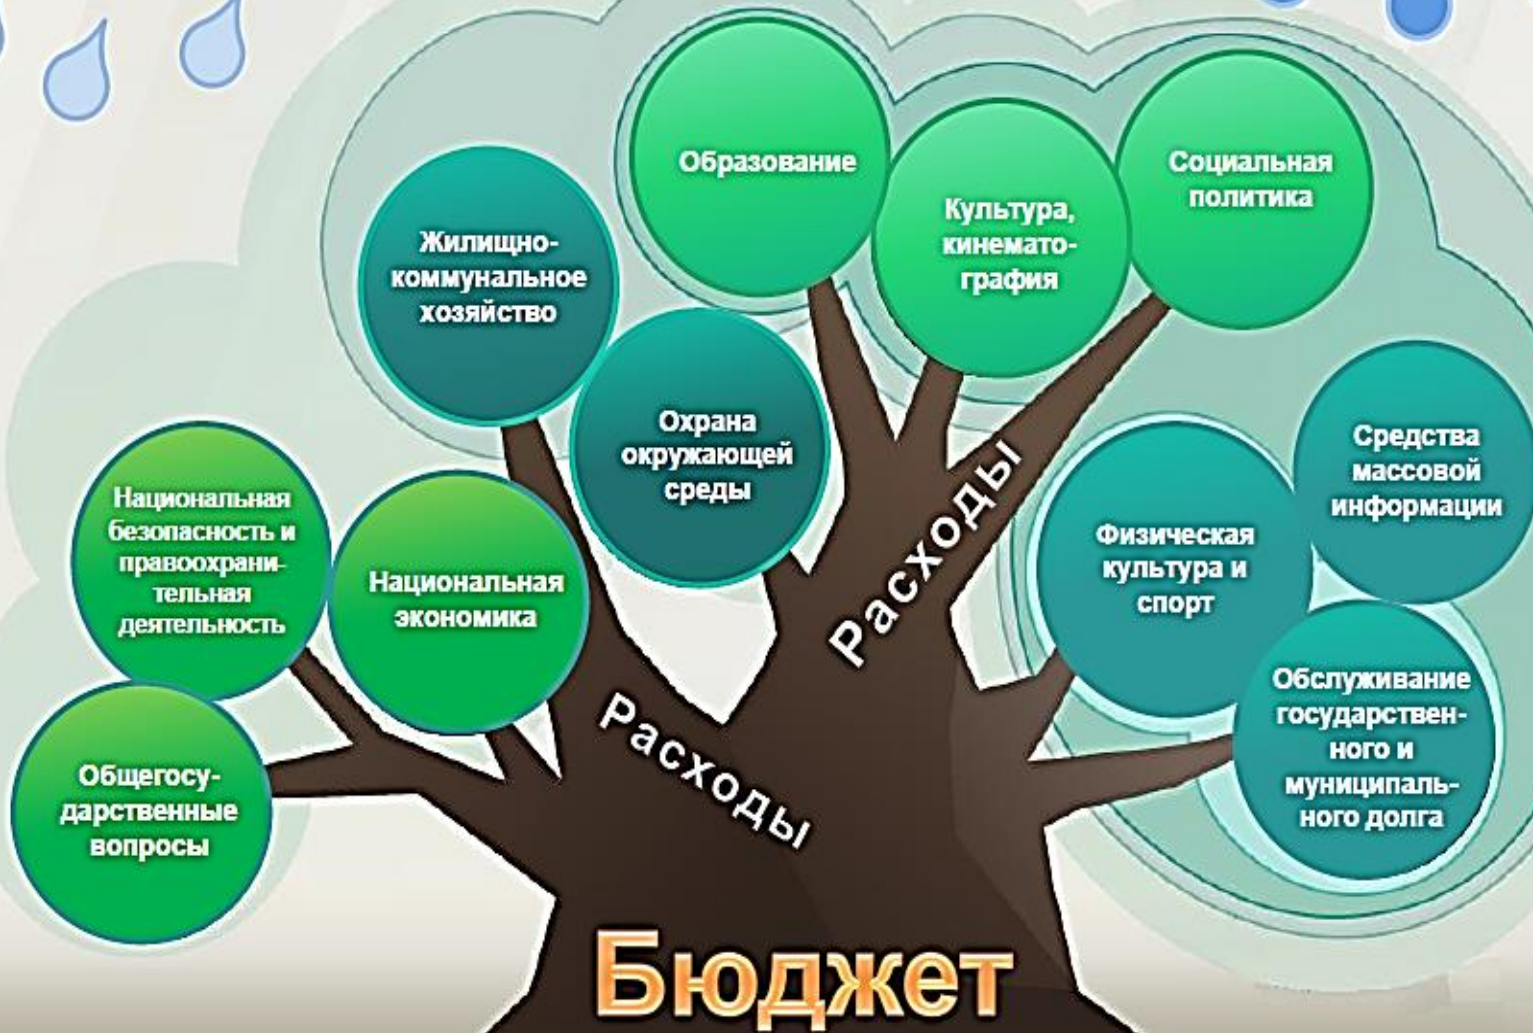 Образование
Культура,
кинемато-
графия
Социальная
политика
Жилищно-
коммунальное
хозяйство
Охрана
окружающей
среды
Средства
массовой
информации
Национальная
безопасность и
правоохрани-
тельная
деятельность
Национальная
экономика
Физическая
культура и
спорт
Общегосу-
дарственные
вопросы
Обслуживание
государствен-
ного и
муниципаль-
ного долга
Расходы
Расходы
Бюджет